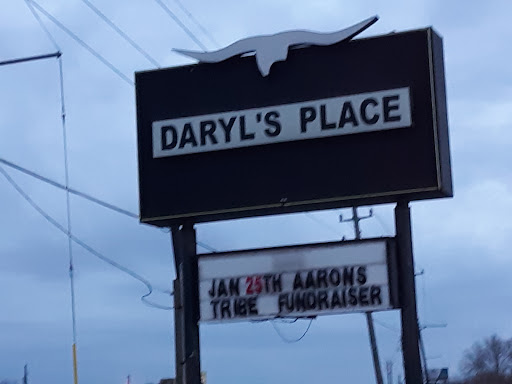 DARYL'S PLACE
JAN 25TH AARONS
TRIBE FUNDRAISER